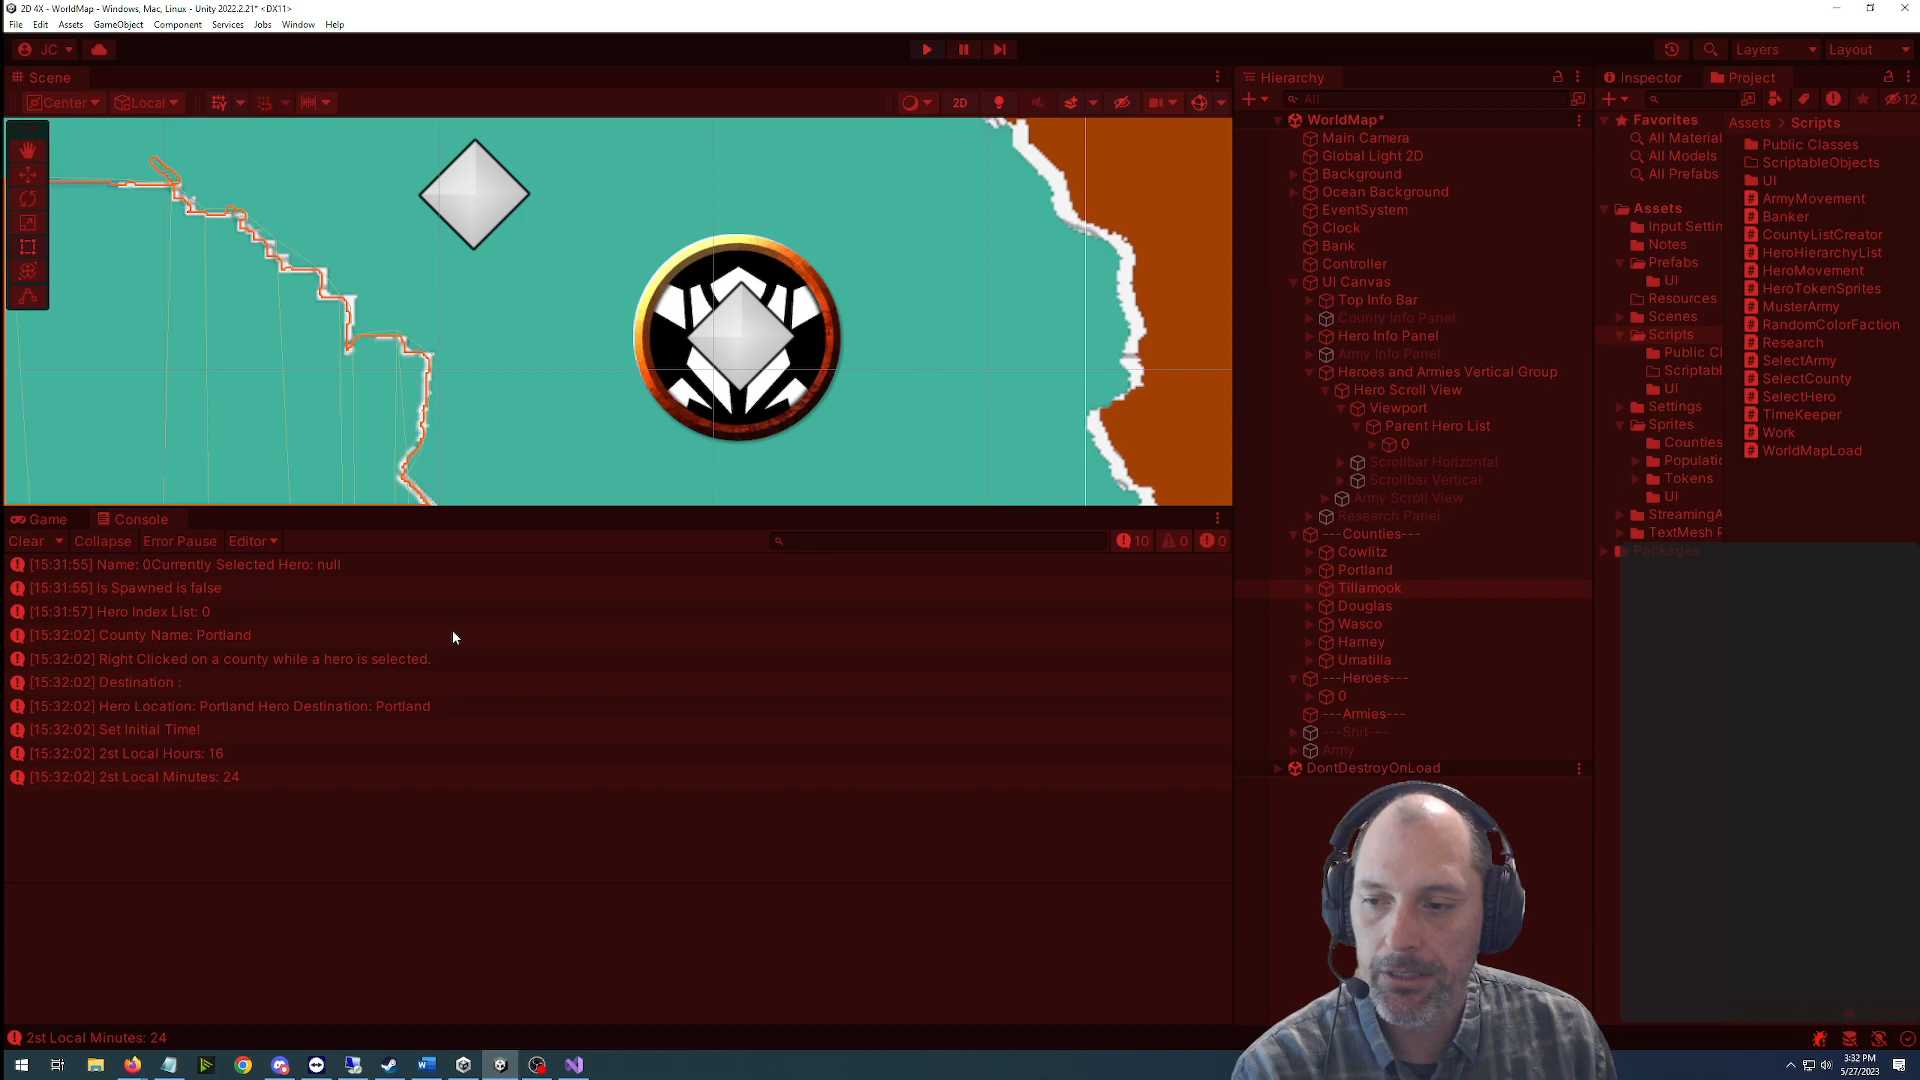 2D 4X - WorldMap - Windows, Mac, Linux - Unity 2022.2.21* <DX11>
File Edit Assets GameObject Component Services Jobs Window Help
JC
Layers
Layout
Scene
Center
Local
2D
Hierarchy
All
WorldMap*
Main Camera
Global Light 2D
Background
Ocean Background
EventSystem
Clock
Bank
Controller
UI Canvas
Top Info Bar
County Info Panel
Hero Info Panel
Army Info Panel
Heroes and Armies Vertical Group
Hero Scroll View
Viewport
Parent Hero List
0
Scrollbar Horizontal
Scrollbar Vertical
Army Scroll View
Research Panel
---Counties---
Cowlitz
Portland
Tillamook
Douglas
Wasco
Harney
Umatilla
---Heroes---
0
---Armies---
---Shit---
Army
DontDestroyOnLoad
Inspector
Project
12
Favorites
All Material
All Models
All Prefabs
Assets
Input Settin
Notes
Prefabs
UI
Resources
Scenes
Scripts
Public Cl
Scriptabl
UI
Settings
Sprites
Counties
Populatic
Tokens
UI
StreamingA
TextMesh P
Packages
Assets > Scripts
Public Classes
ScriptableObjects
UI
ArmyMovement
Banker
CountyListCreator
HeroHierarchyList
HeroMovement
HeroTokenSprites
MusterArmy
RandomColorFaction
Research
SelectArmy
SelectCounty
SelectHero
TimeKeeper
Work
WorldMapLoad
Game
Console
Clear Collapse Error Pause Editor
10 0 0
[15:31:55] Name: 0Currently Selected Hero: null
[15:31:55] Is Spawned is false
[15:31:57] Hero Index List: 0
[15:32:02] County Name: Portland
[15:32:02] Right Clicked on a county while a hero is selected.
[15:32:02] Destination :
[15:32:02] Hero Location: Portland Hero Destination: Portland
[15:32:02] Set Initial Time!
[15:32:02] 2st Local Hours: 16
[15:32:02] 2st Local Minutes: 24
2st Local Minutes: 24
3:32 PM
5/27/2023